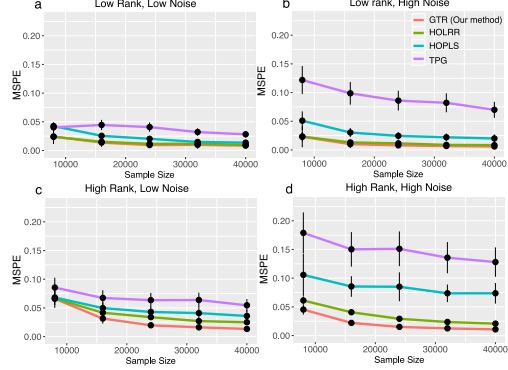 a
Low Rank, Low Noise
MSPE
0.20
0.15
0.10
0.05
0.00
10000 20000 30000 40000
Sample Size
b
Low rank, High Noise
GTR (Our method)
HOLRR
HOPLS
TPG
MSPE
0.20
0.15
0.10
0.05
0.00
10000 20000 30000 40000
Sample Size
c
High Rank, Low Noise
MSPE
0.20
0.15
0.10
0.05
0.00
10000 20000 30000 40000
Sample Size
d
High Rank, High Noise
MSPE
0.20
0.15
0.10
0.05
0.00
10000 20000 30000 40000
Sample Size